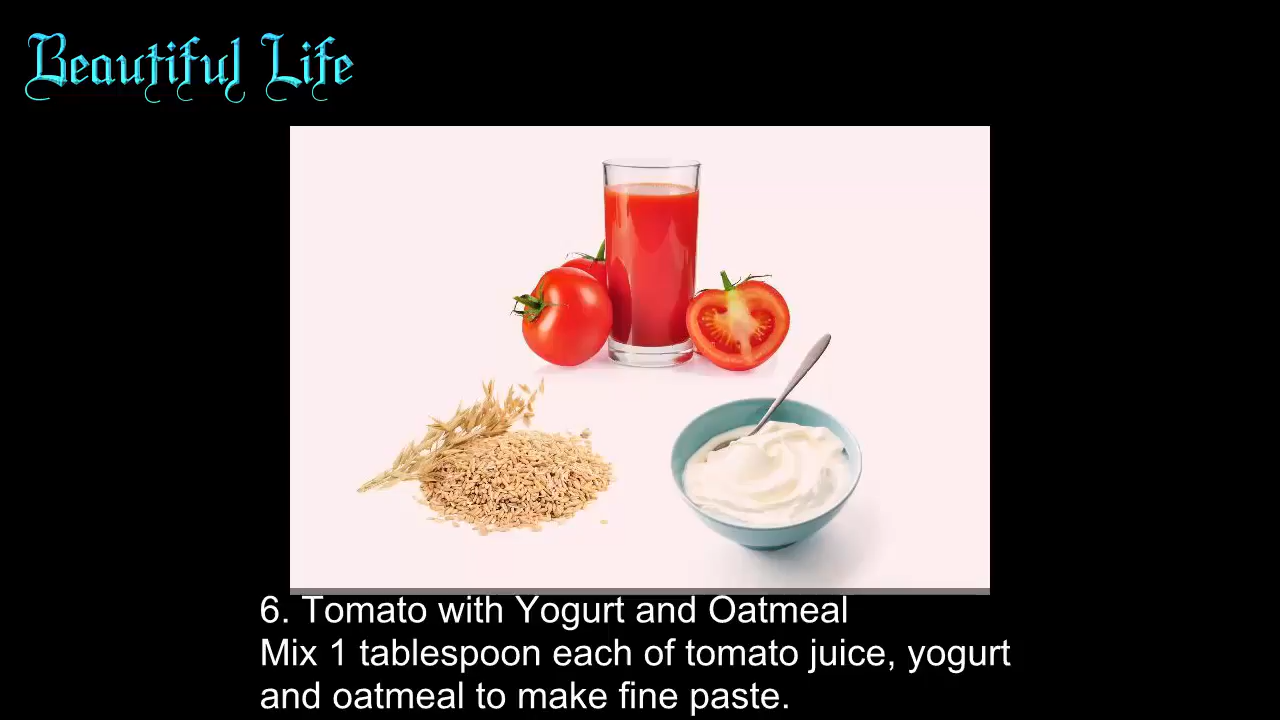 Beautiful Life
6. Tomato with Yogurt and Oatmeal
Mix 1 tablespoon each of tomato juice, yogurt
and oatmeal to make fine paste.